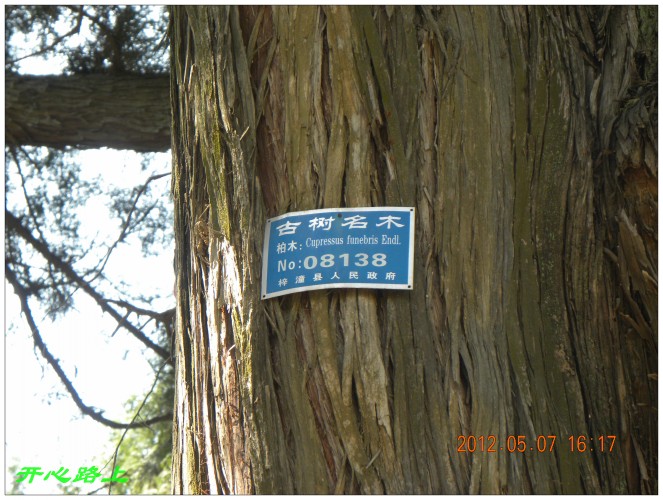 古树名木
柏木: Cupressus funebris Endl.
No:08138
梓潼县人民政府
2012.05.07 16:17
开心路上